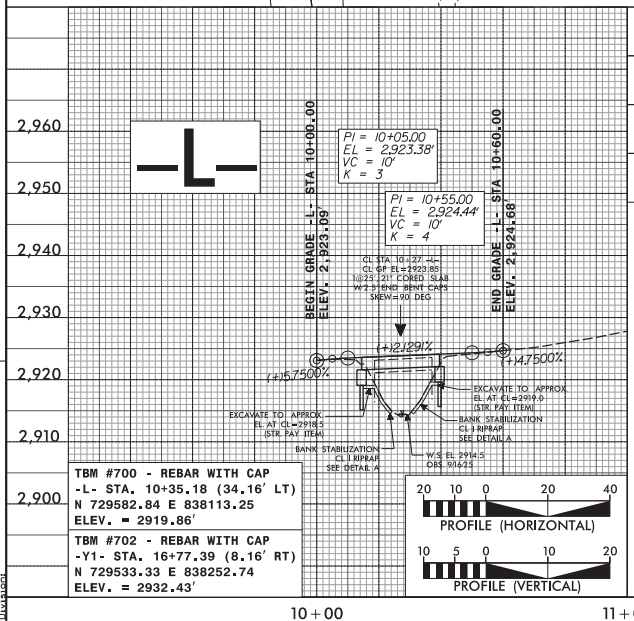 2,960
2,950
2,940
2,930
2,920
2,910
2,900
-L-
BEGIN GRADE -L- STA 10+00.00
ELEV. 2,923.09'
PI = 10+05.00
EL = 2,923.38'
VC = 10'
K = 3
PI = 10+55.00
EL = 2,924.44'
VC = 10'
K = 4
END GRADE -L- STA 10+60.00
ELEV. 2,924.68'
CL STA 10+27 -L-
CL GP EL=2923.85
1@25', 21" CORED SLAB
W/2.5' END BENT CAPS
SKEW=90 DEG
(+)5.7500%
(+)2.1291%
(+)4.7500%
EXCAVATE TO APPROX.
EL. AT CL=2918.5
(STR. PAY ITEM)
EXCAVATE TO APPROX.
EL. AT CL=2919.0
(STR. PAY ITEM)
BANK STABILIZATION
CL I RIPRAP
SEE DETAIL A
BANK STABILIZATION
CL I RIPRAP
SEE DETAIL A
W.S. EL. 2914.5
OBS. 9/16/25
TBM #700 - REBAR WITH CAP
-L- STA. 10+35.18 (34.16' LT)
N 729582.84 E 838113.25
ELEV. = 2919.86'
TBM #702 - REBAR WITH CAP
-Y1- STA. 16+77.39 (8.16' RT)
N 729533.33 E 838252.74
ELEV. = 2932.43'
20 10 0 20 40
PROFILE (HORIZONTAL)
10 5 0 10 20
PROFILE (VERTICAL)
10+00
11+